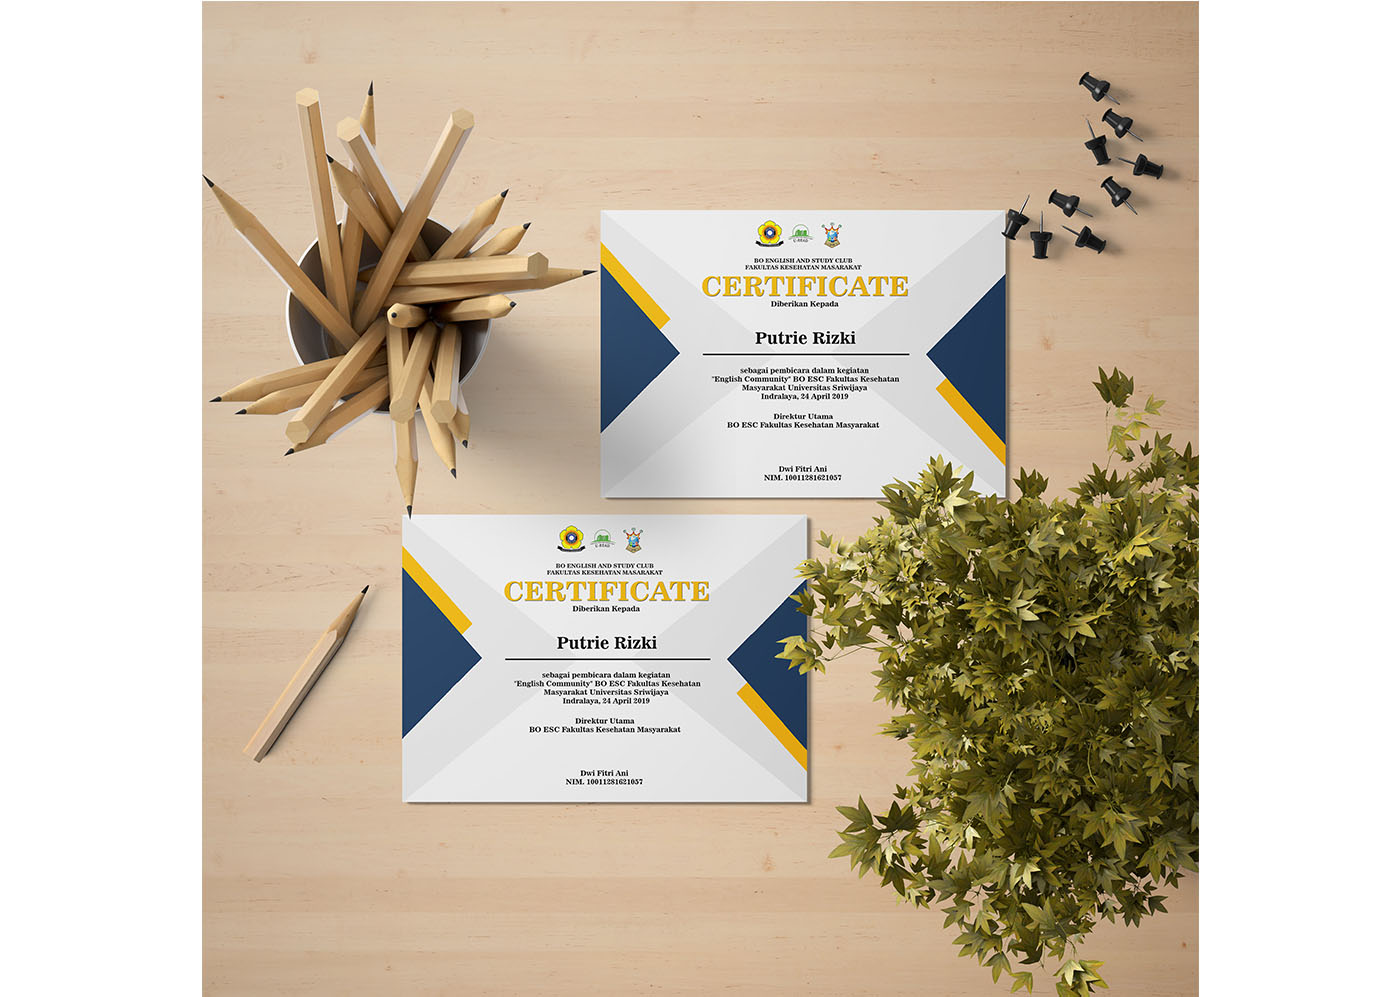 BO ENGLISH AND STUDY CLUB
FAKULTAS KESEHATAN MASARAKAT
CERTIFICATE
Diberikan Kepada
Putrie Rizki
sebagai pembicara dalam kegiatan
"English Community" BO ESC Fakultas Kesehatan
Masyarakat Universitas Sriwijaya
Indralaya, 24 April 2019
Direktur Utama
BO ESC Fakultas Kesehatan Masyarakat
Dwi Fitri Ani
NIM. 10011281621057
U-READ
BO ENGLISH AND STUDY CLUB
FAKULTAS KESEHATAN MASARAKAT
CERTIFICATE
Diberikan Kepada
Putrie Rizki
sebagai pembicara dalam kegiatan
"English Community" BO ESC Fakultas Kesehatan
Masyarakat Universitas Sriwijaya
Indralaya, 24 April 2019
Direktur Utama
BO ESC Fakultas Kesehatan Masyarakat
Dwi Fitri Ani
NIM. 10011281621057